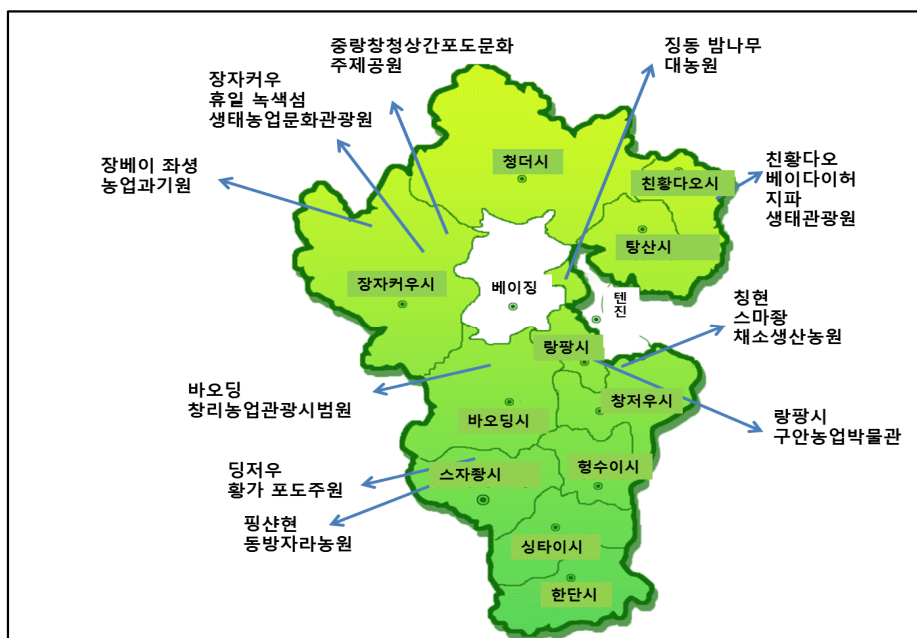 중랑창청상간포도문화
주제공원
징동 밤나무
대농원
장자커우
휴일 녹색섬
생태농업문화관광원
장베이 좌셩
농업과기원
친황다오
베이다이허
지파
생태관광원
청더시
친황다오시
탕산시
장자커우시
베이징
텐
진
칭현
스마좡
채소생산농원
랑팡시
바오딩
창리농업관광시범원
창저우시
바오딩시
랑팡시
구안농업박물관
딩저우
황가 포도주원
스자좡시
헝수이시
핑샨현
동방자라농원
싱타이시
한단시